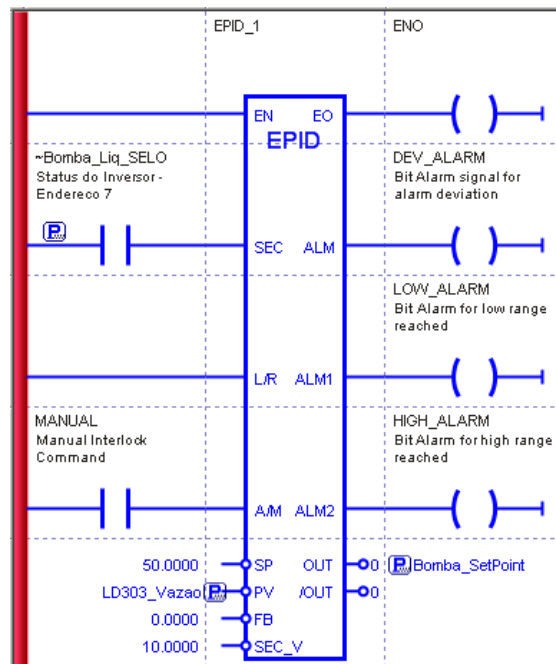 EPID_1 ENO
EN EO
EPID
~Bomba_Liq_SELO
Status do Inversor -
Endereco 7
DEV_ALARM
Bit Alarm signal for
alarm deviation
P
SEC ALM
LOW_ALARM
Bit Alarm for low range
reached
L/R ALM1
MANUAL
Manual Interlock
Command
HIGH_ALARM
Bit Alarm for high range
reached
A/M ALM2
50.0000 SP OUT 0 P Bomba_SetPoint
LD303_Vazao P PV /OUT 0
0.0000 FB
10.0000 SEC_V